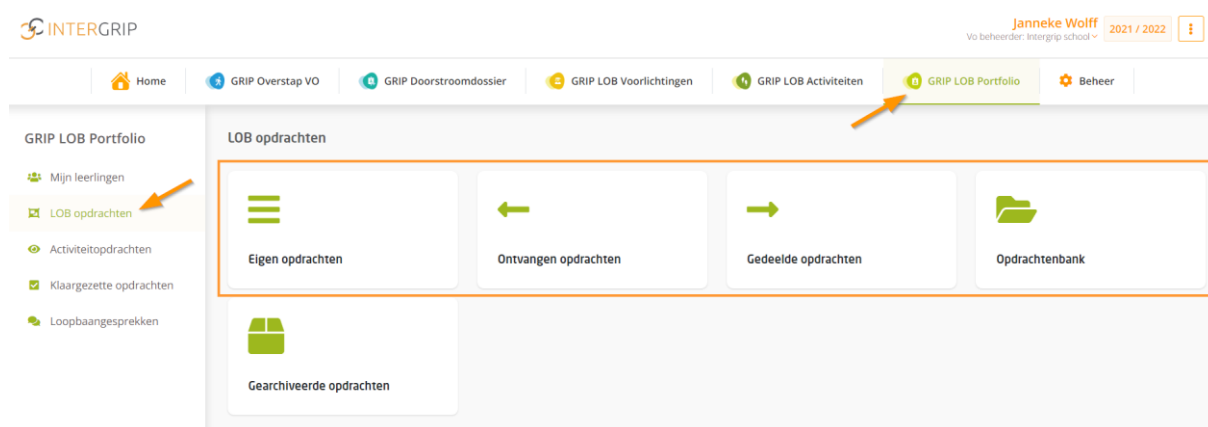 INTERGRIP
Janneke Wolff
Vo beheerder: Intergrip school
2021 / 2022
Home
GRIP Overstap VO
GRIP Doorstroomdossier
GRIP LOB Voorlichtingen
GRIP LOB Activiteiten
GRIP LOB Portfolio
Beheer
GRIP LOB Portfolio
Mijn leerlingen
LOB opdrachten
Activiteitopdrachten
Klaargezette opdrachten
Loopbaangesprekken
LOB opdrachten
Eigen opdrachten
Ontvangen opdrachten
Gedeelde opdrachten
Opdrachtenbank
Gearchiveerde opdrachten